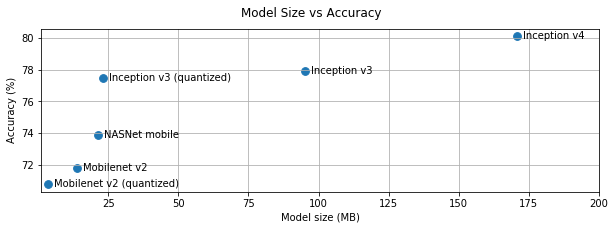 Model Size vs Accuracy
80
78
76
74
72
Accuracy (%)
Inception v4
Inception v3
Inception v3 (quantized)
NASNet mobile
Mobilenet v2
Mobilenet v2 (quantized)
25 50 75 100 125 150 175 200
Model size (MB)